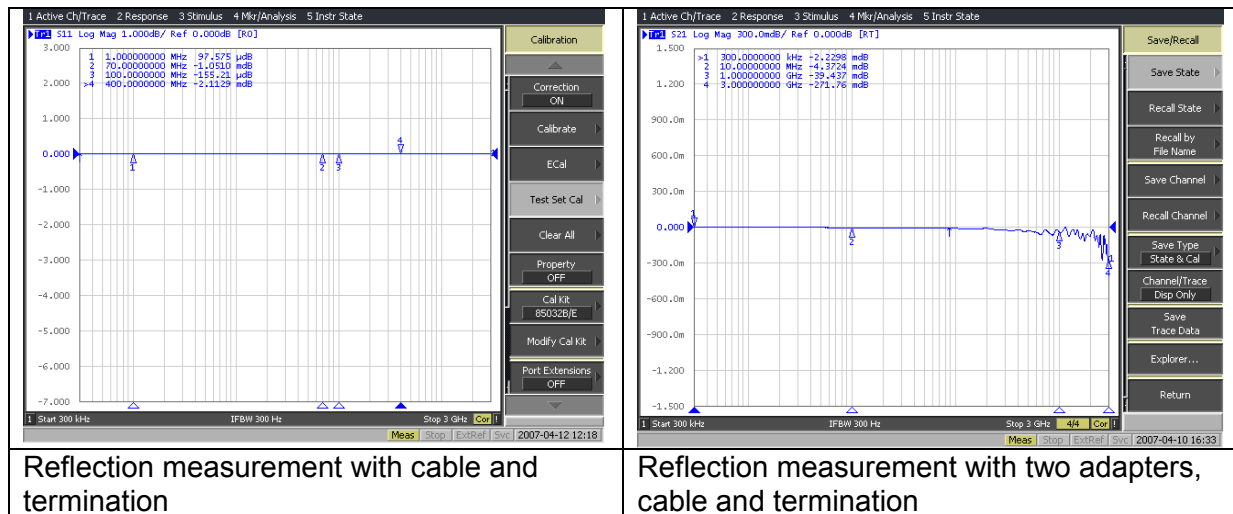 1 Active Ch/Trace 2 Response 3 Stimulus 4 Mkr/Analysis 5 Instr State
Tr1 S11 Log Mag 1.000dB/ Ref 0.000dB [RO]
3.000
1 1.000000000 MHz 97.575 µdB
2 70.00000000 MHz -1.0510 mdB
3 100.0000000 MHz -155.21 µdB
>4 400.0000000 MHz -2.1129 mdB
2.000
1.000
0.000
-1.000
-2.000
-3.000
-4.000
-5.000
-6.000
-7.000
1
2
3
4
1 Start 300 kHz IFBW 300 Hz Stop 3 GHz Cor !
Meas Stop ExtRef Svc 2007-04-12 12:18
Calibration
Correction
ON
Calibrate
ECal
Test Set Cal
Clear All
Property
OFF
Cal Kit
85032B/E
Modify Cal Kit
Port Extensions
OFF
Reflection measurement with cable and
termination
1 Active Ch/Trace 2 Response 3 Stimulus 4 Mkr/Analysis 5 Instr State
Tr1 S21 Log Mag 300.0mdB/ Ref 0.000dB [RT]
1.500
>1 300.0000000 kHz -2.2298 mdB
2 10.00000000 MHz -4.3724 mdB
3 1.000000000 GHz -39.437 mdB
4 3.000000000 GHz -271.76 mdB
1.200
900.0m
600.0m
300.0m
0.000
-300.0m
-600.0m
-900.0m
-1.200
-1.500
1
2
3
4
1 Start 300 kHz IFBW 300 Hz Stop 3 GHz 4/4 Cor !
Meas Stop ExtRef Svc 2007-04-10 16:33
Save/Recall
Save State
Recall State
Recall by
File Name
Save Channel
Recall Channel
Save Type
State & Cal
Channel/Trace
Disp Only
Save
Trace Data
Explorer...
Return
Reflection measurement with two adapters,
cable and termination